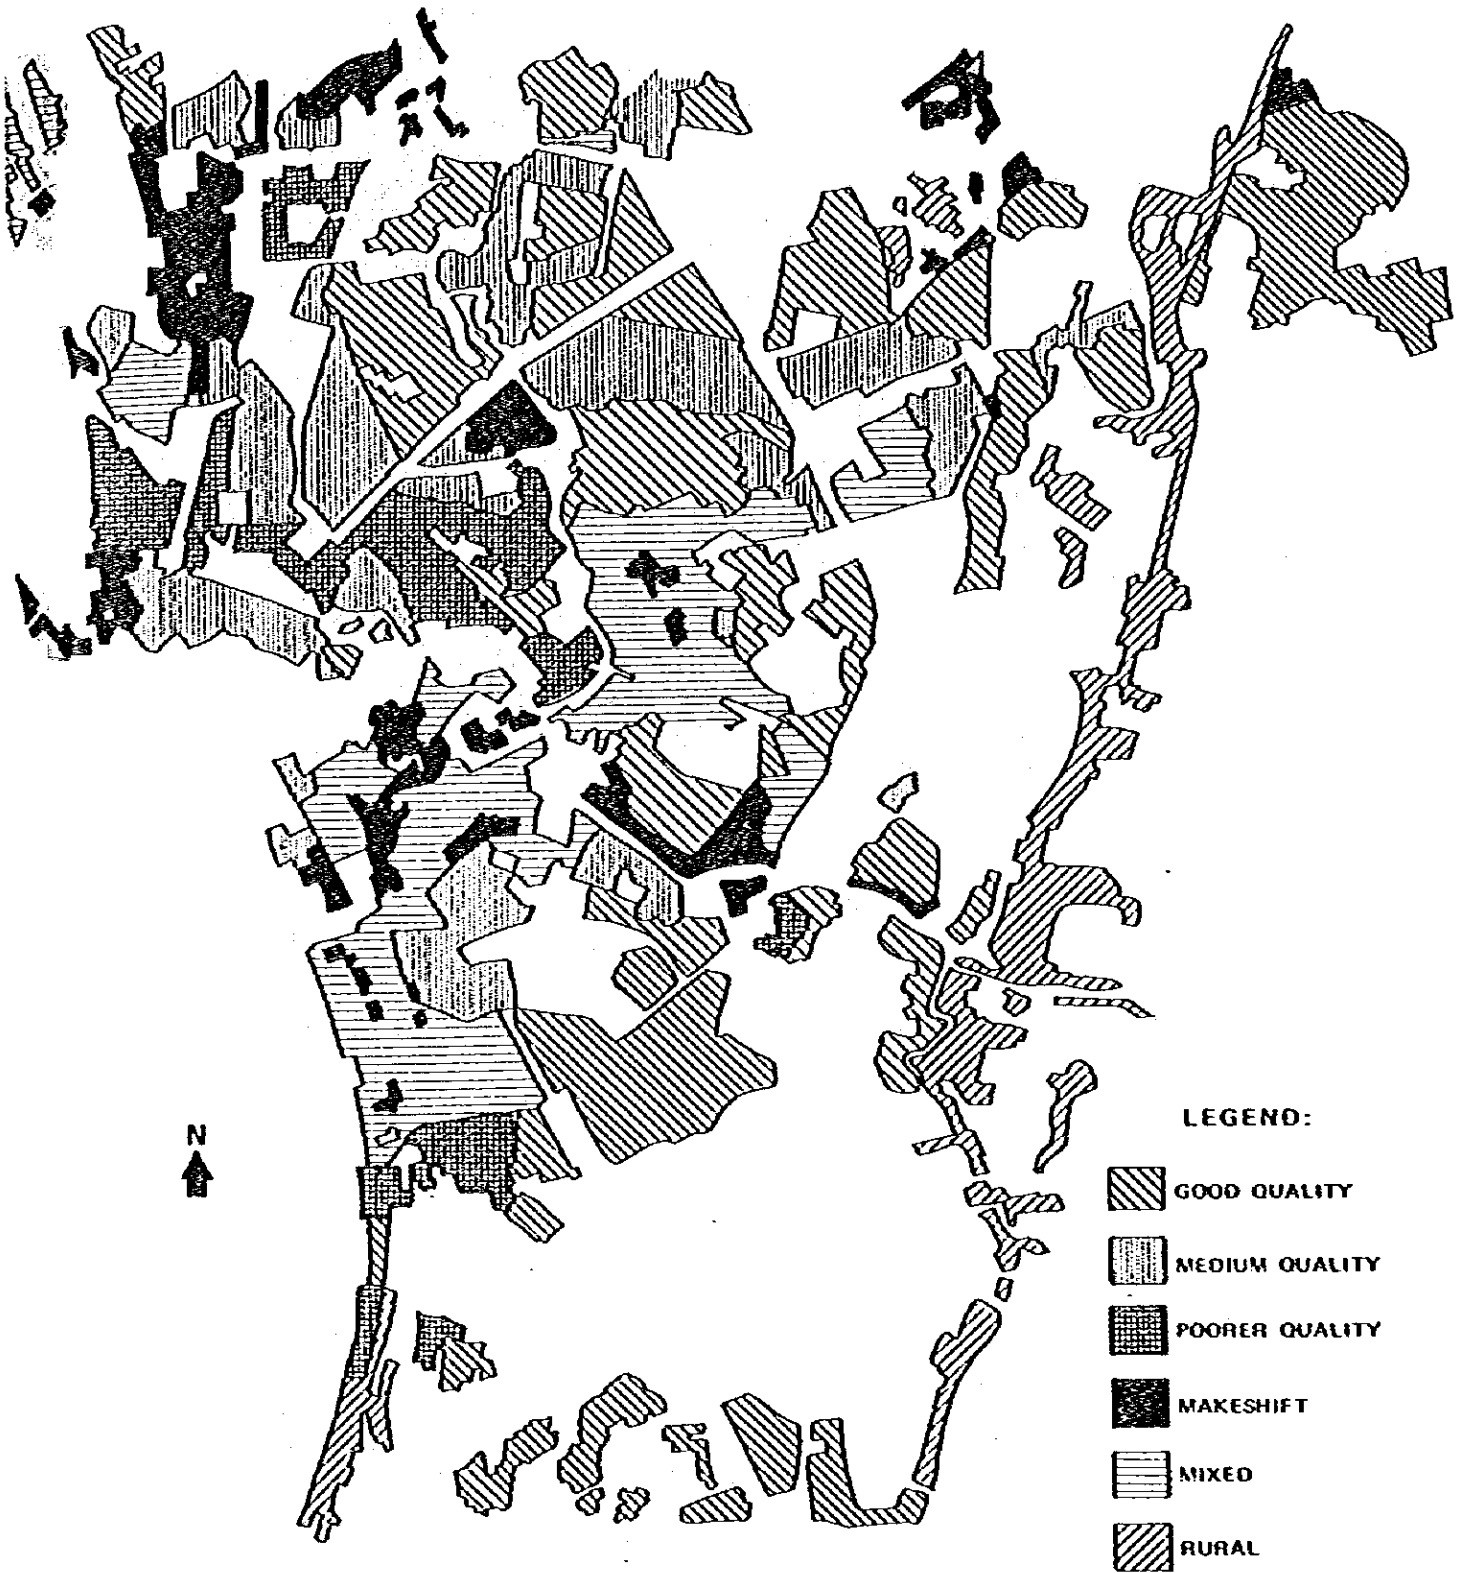 N
LEGEND:
GOOD QUALITY
MEDIUM QUALITY
POORER QUALITY
MAKESHIFT
MIXED
RURAL